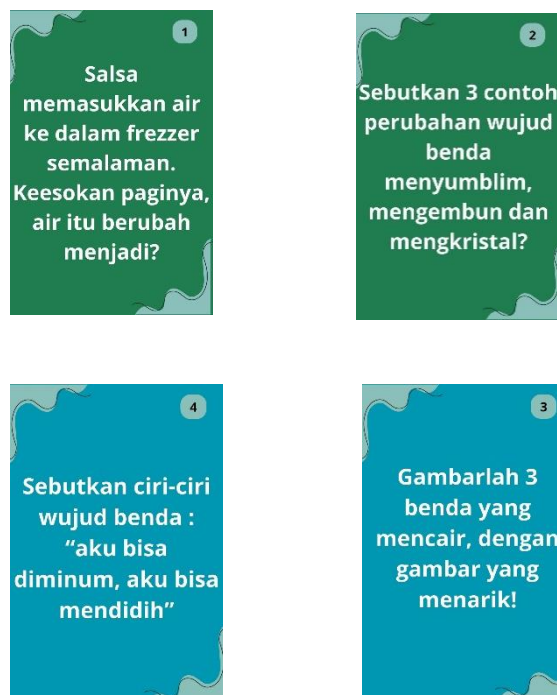 1
Salsa
memasukkan air
ke dalam frezzer
semalaman.
Keesokan paginya,
air itu berubah
menjadi?
2
Sebutkan 3 contoh
perubahan wujud
benda
menyumblim,
mengembun dan
mengkristal?
4
Sebutkan ciri-ciri
wujud benda :
“aku bisa
diminum, aku bisa
mendidih”
3
Gambarlah 3
benda yang
mencair, dengan
gambar yang
menarik!